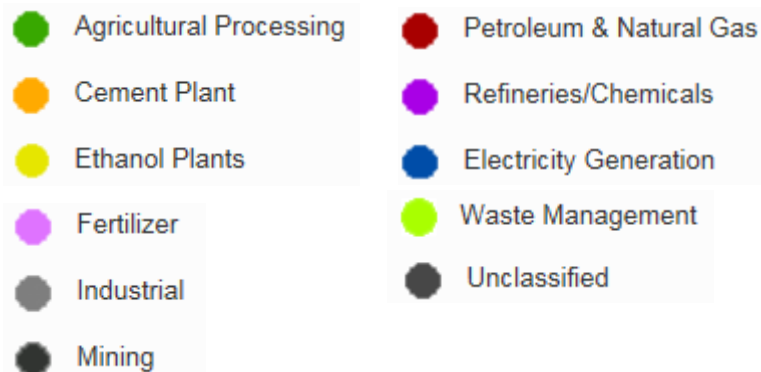 Agricultural Processing
Cement Plant
Ethanol Plants
Fertilizer
Industrial
Mining
Petroleum & Natural Gas
Refineries/Chemicals
Electricity Generation
Waste Management
Unclassified